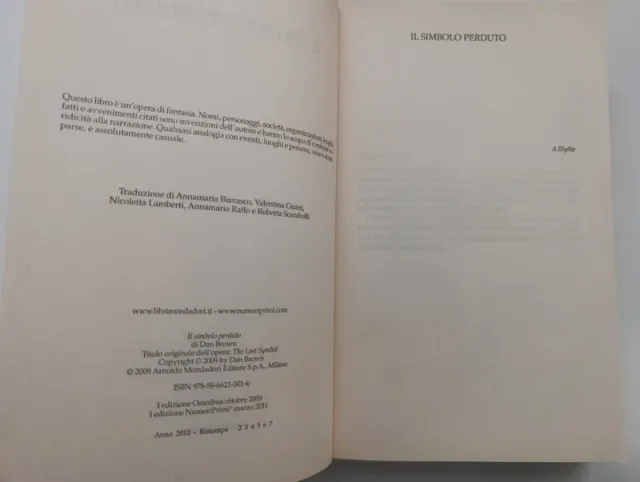 Questo libro è un'opera di fantasia. Nomi, personaggi, società, organizzazioni, luoghi,
fatti e avvenimenti citati sono invenzioni dell'autore e hanno lo scopo di conferire ve-
ridicità alla narrazione. Qualsiasi analogia con eventi, luoghi e persone, vive o scom-
parse, è assolutamente casuale.
Traduzione di Annamaria Biavasco, Valentina Guani,
Nicoletta Lamberti, Annamaria Raffo e Roberta Scarabelli
www.librimondadori.it - www.numeriprimi.com
Il simbolo perduto
di Dan Brown
Titolo originale dell'opera: The Lost Symbol
Copyright © 2009 by Dan Brown
© 2009 Arnoldo Mondadori Editore S.p.A., Milano
ISBN 978-88-6621-001-6
I edizione Omnibus ottobre 2009
I edizione NumeriPrimi° marzo 2011
Anno 2012 – Ristampa 2 3 4 5 6 7
IL SIMBOLO PERDUTO
A Blythe